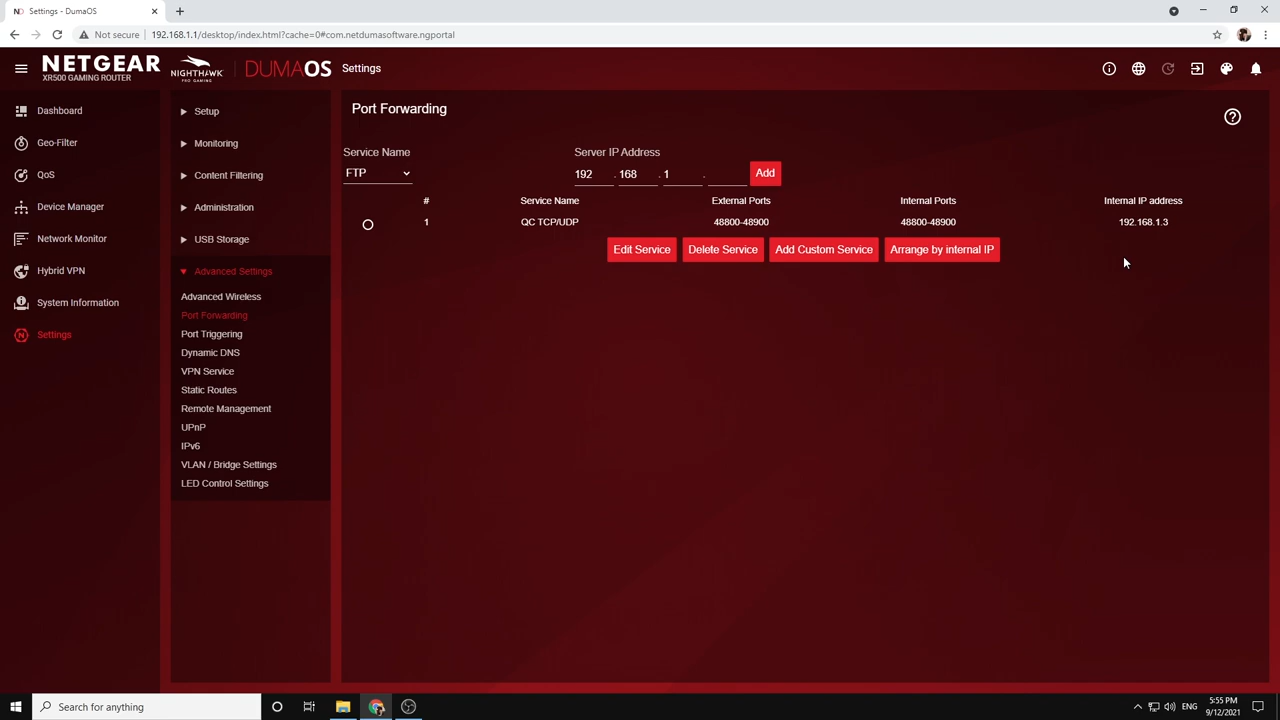 Settings - DumaOS
Not secure
192.168.1.1/desktop/index.html?cache=0#com.netdumasoftware.ngportal
NETGEAR
XR500 GAMING ROUTER
NIGHTHAWK
PRO GAMING
DUMAOS
Settings
Dashboard
Geo-Filter
QoS
Device Manager
Network Monitor
Hybrid VPN
System Information
Settings
Setup
Monitoring
Content Filtering
Administration
USB Storage
Advanced Settings
Advanced Wireless
Port Forwarding
Port Triggering
Dynamic DNS
VPN Service
Static Routes
Remote Management
UPnP
IPv6
VLAN / Bridge Settings
LED Control Settings
Port Forwarding
Service Name Server IP Address
FTP 192 . 168 . 1 . Add
# Service Name External Ports Internal Ports Internal IP address
1 QC TCP/UDP 48800-48900 48800-48900 192.168.1.3
Edit Service Delete Service Add Custom Service Arrange by internal IP
Search for anything
ENG
5:55 PM
9/12/2021